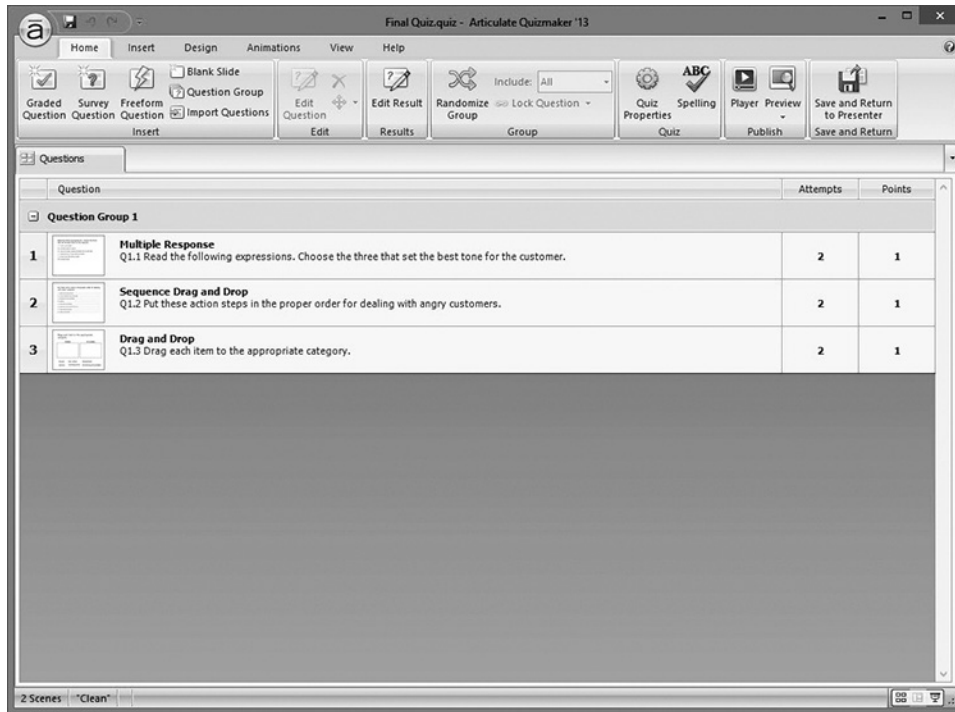 Final Quiz.quiz - Articulate Quizmaker '13
Home Insert Design Animations View Help
Graded Question
Survey Question
Freeform Question
Blank Slide
Question Group
Import Questions
Insert
Edit Question
Edit
Edit Result
Results
Randomize Group
Include: All
Lock Question
Group
Quiz Properties
Spelling
Quiz
Player Preview
Publish
Save and Return to Presenter
Save and Return
Questions
Question Attempts Points
Question Group 1
1 Multiple Response
Q1.1 Read the following expressions. Choose the three that set the best tone for the customer. 2 1
2 Sequence Drag and Drop
Q1.2 Put these action steps in the proper order for dealing with angry customers. 2 1
3 Drag and Drop
Q1.3 Drag each item to the appropriate category. 2 1
2 Scenes "Clean"